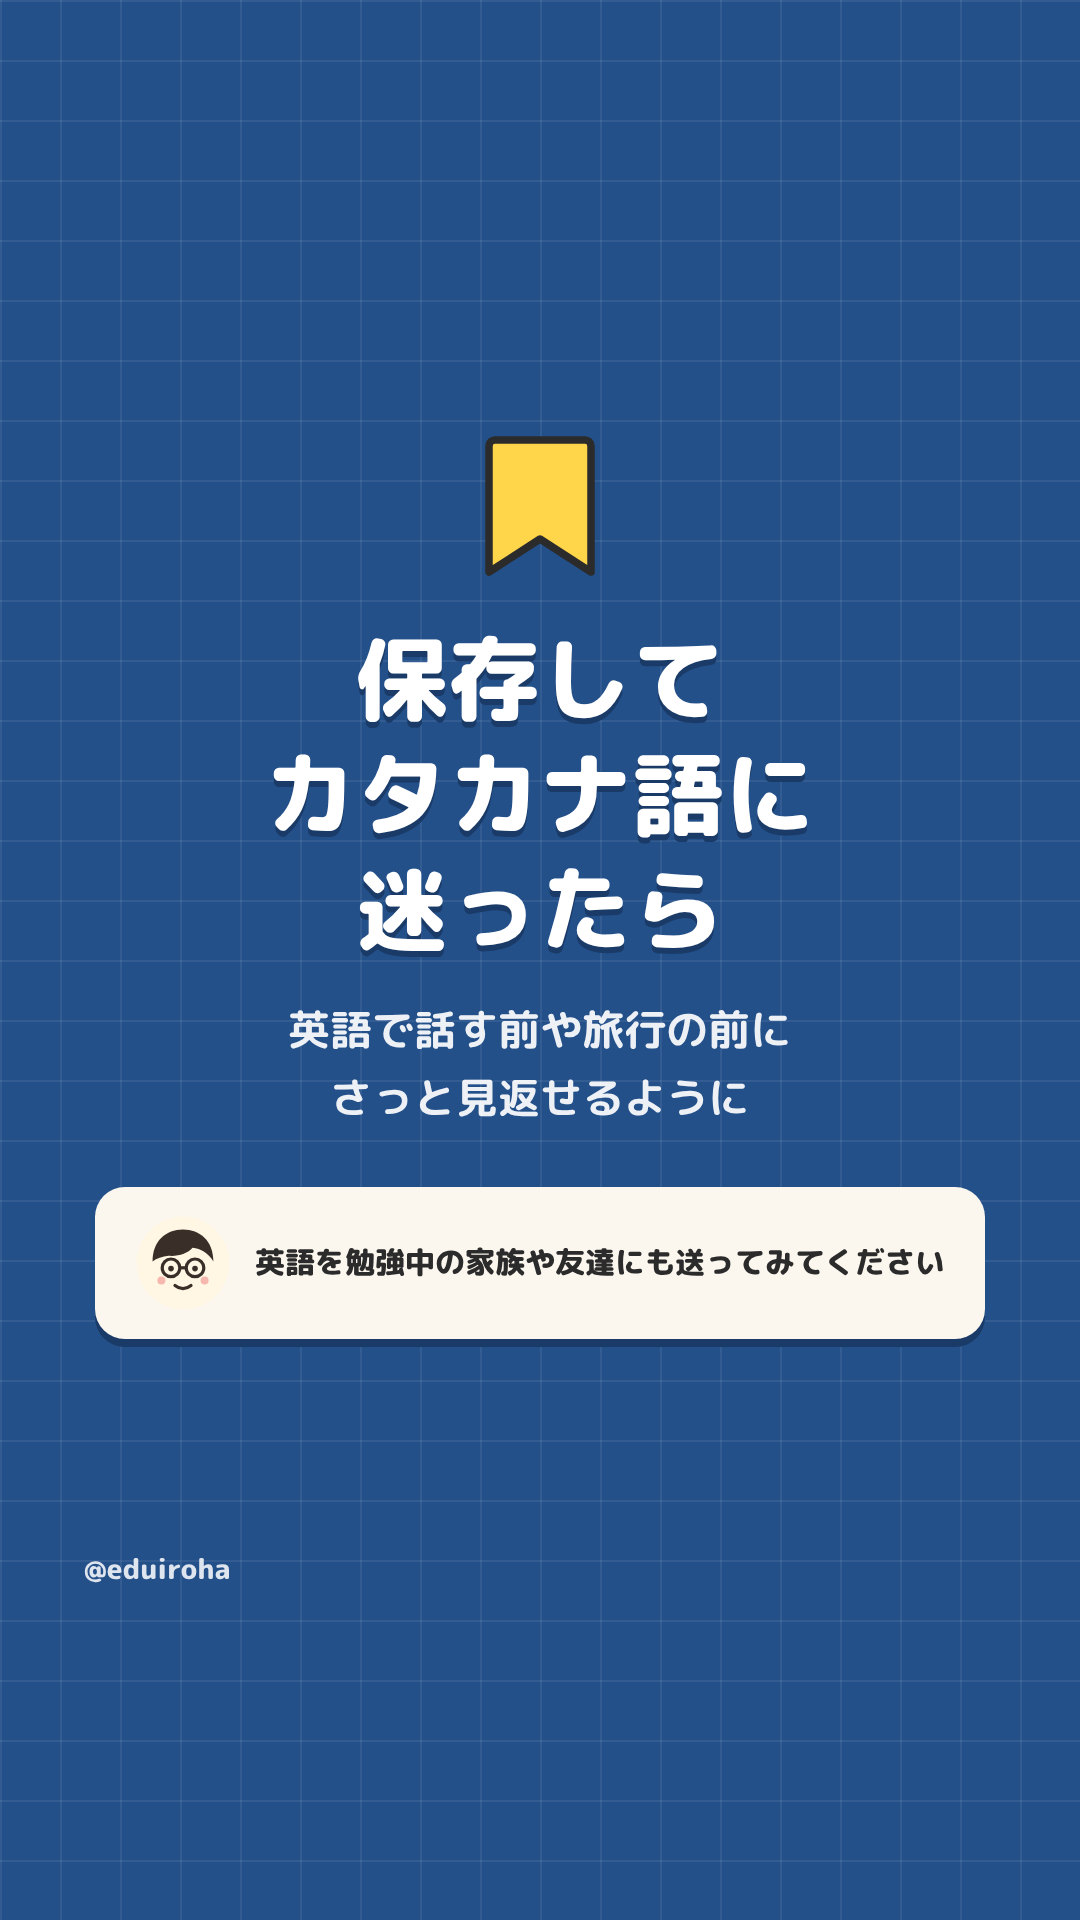 保存して
カタカナ語に
迷ったら
英語で話す前や旅行の前に
さっと見返せるように
英語を勉強中の家族や友達にも送ってみてください
@eduiroha